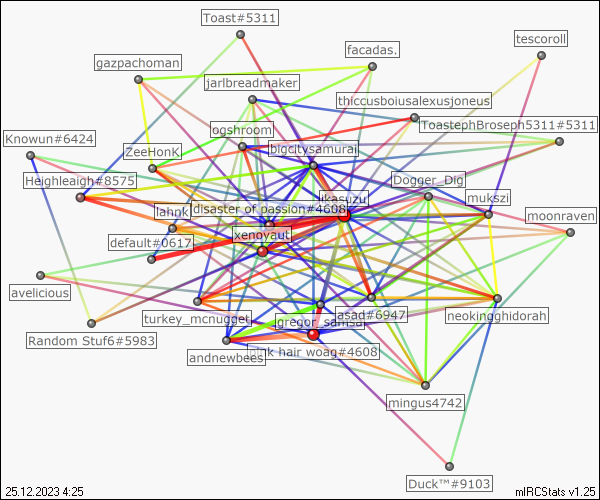 Toast#5311
tescoroll
facadas.
gazpachoman
jarlbreadmaker
thiccusboiusalexusjoneus
ToastephBroseph5311#5311
ogshroom
Knowun#6424
bigcitysamurai
ZeeHonK
Heighleaigh#8575
Dogger_Dig
ikasuzu
mukszi
disaster of passion#4608
lahnk
moonraven
xenovaut
default#0617
avelicious
turkey_mcnugget
gregor_samsa
asad#6947
neokingghidorah
Random Stuf6#5983
andnewbees
pink hair woag#4608
mingus4742
Duck™#9103
25.12.2023 4:25
mIRCStats v1.25